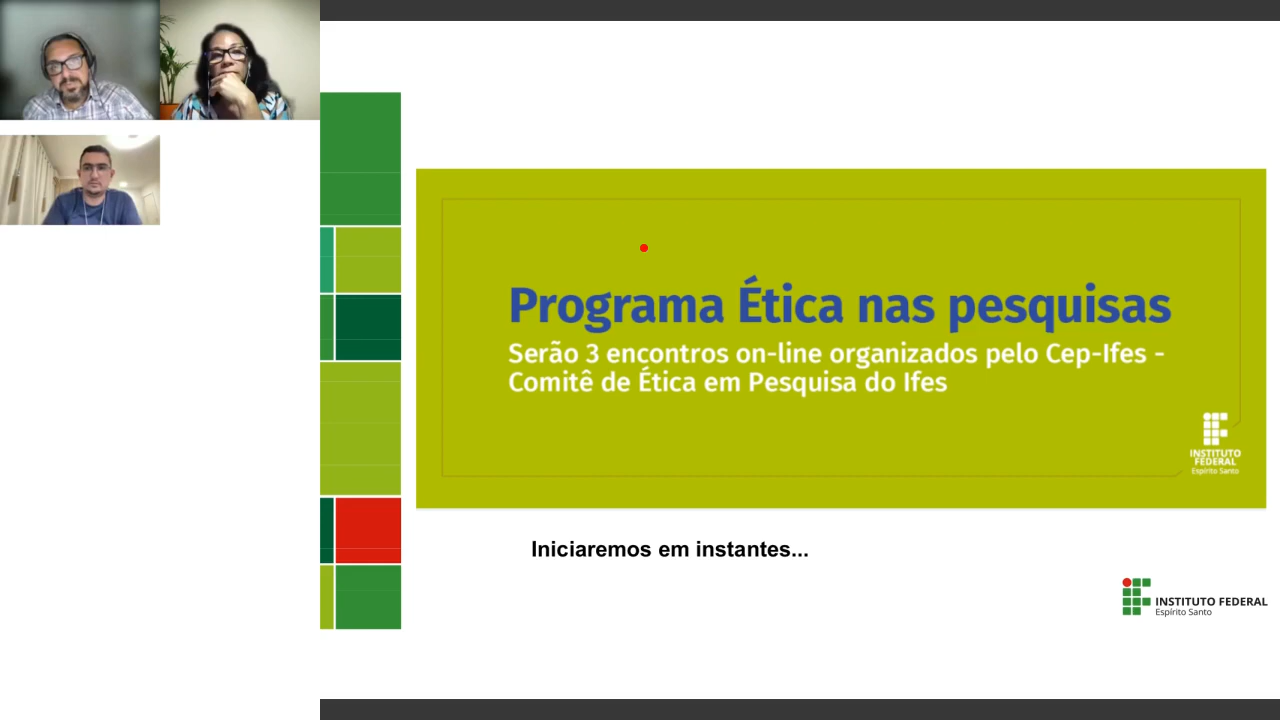 Programa Ética nas pesquisas
Serão 3 encontros on-line organizados pelo Cep-Ifes -
Comitê de Ética em Pesquisa do Ifes
INSTITUTO
FEDERAL
Espírito Santo
Iniciaremos em instantes...
INSTITUTO FEDERAL
Espírito Santo